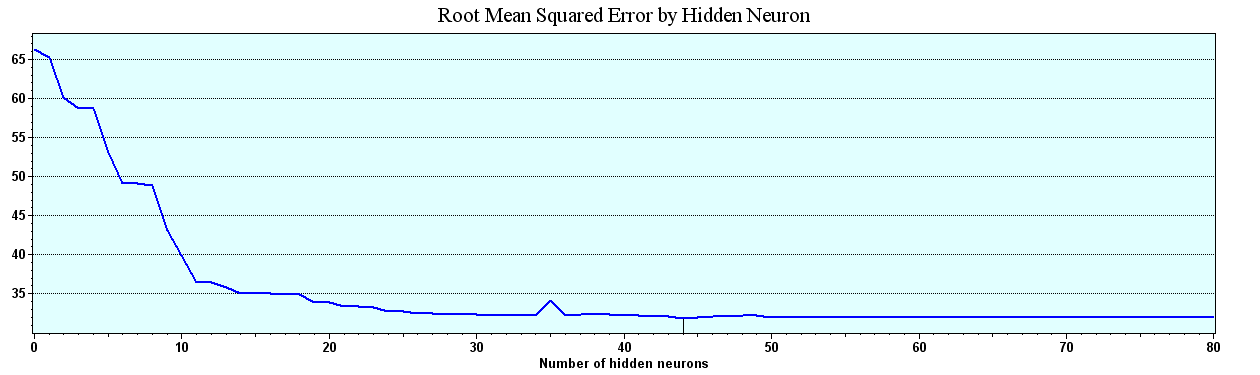 Root Mean Squared Error by Hidden Neuron
65
60
55
50
45
40
35
0 10 20 30 40 50 60 70 80
Number of hidden neurons